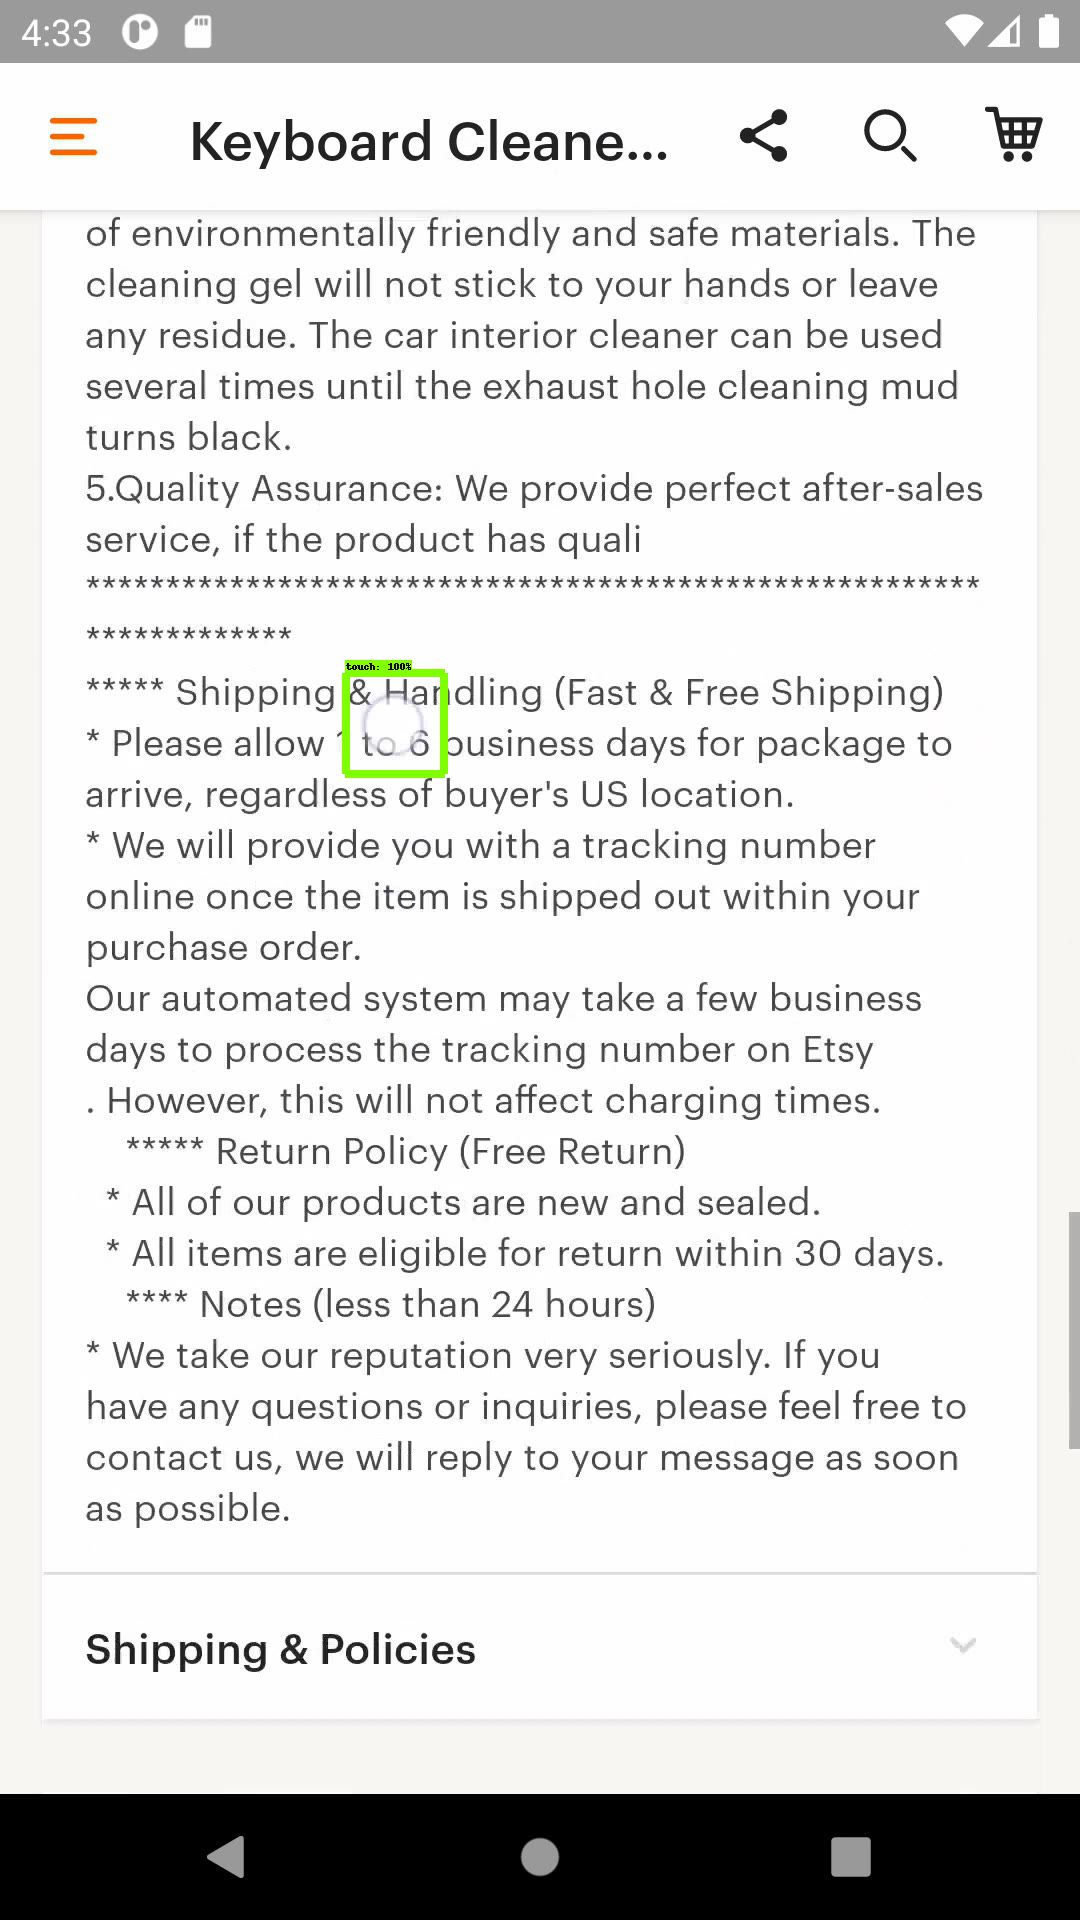 4:33
Keyboard Cleane...
of environmentally friendly and safe materials. The
cleaning gel will not stick to your hands or leave
any residue. The car interior cleaner can be used
several times until the exhaust hole cleaning mud
turns black.
5.Quality Assurance: We provide perfect after-sales
service, if the product has quali
********************************************************
*************
touch: 100%
***** Shipping & Handling (Fast & Free Shipping)
* Please allow 1 to 6 business days for package to
arrive, regardless of buyer's US location.
* We will provide you with a tracking number
online once the item is shipped out within your
purchase order.
Our automated system may take a few business
days to process the tracking number on Etsy
. However, this will not affect charging times.
***** Return Policy (Free Return)
* All of our products are new and sealed.
* All items are eligible for return within 30 days.
**** Notes (less than 24 hours)
* We take our reputation very seriously. If you
have any questions or inquiries, please feel free to
contact us, we will reply to your message as soon
as possible.
Shipping & Policies